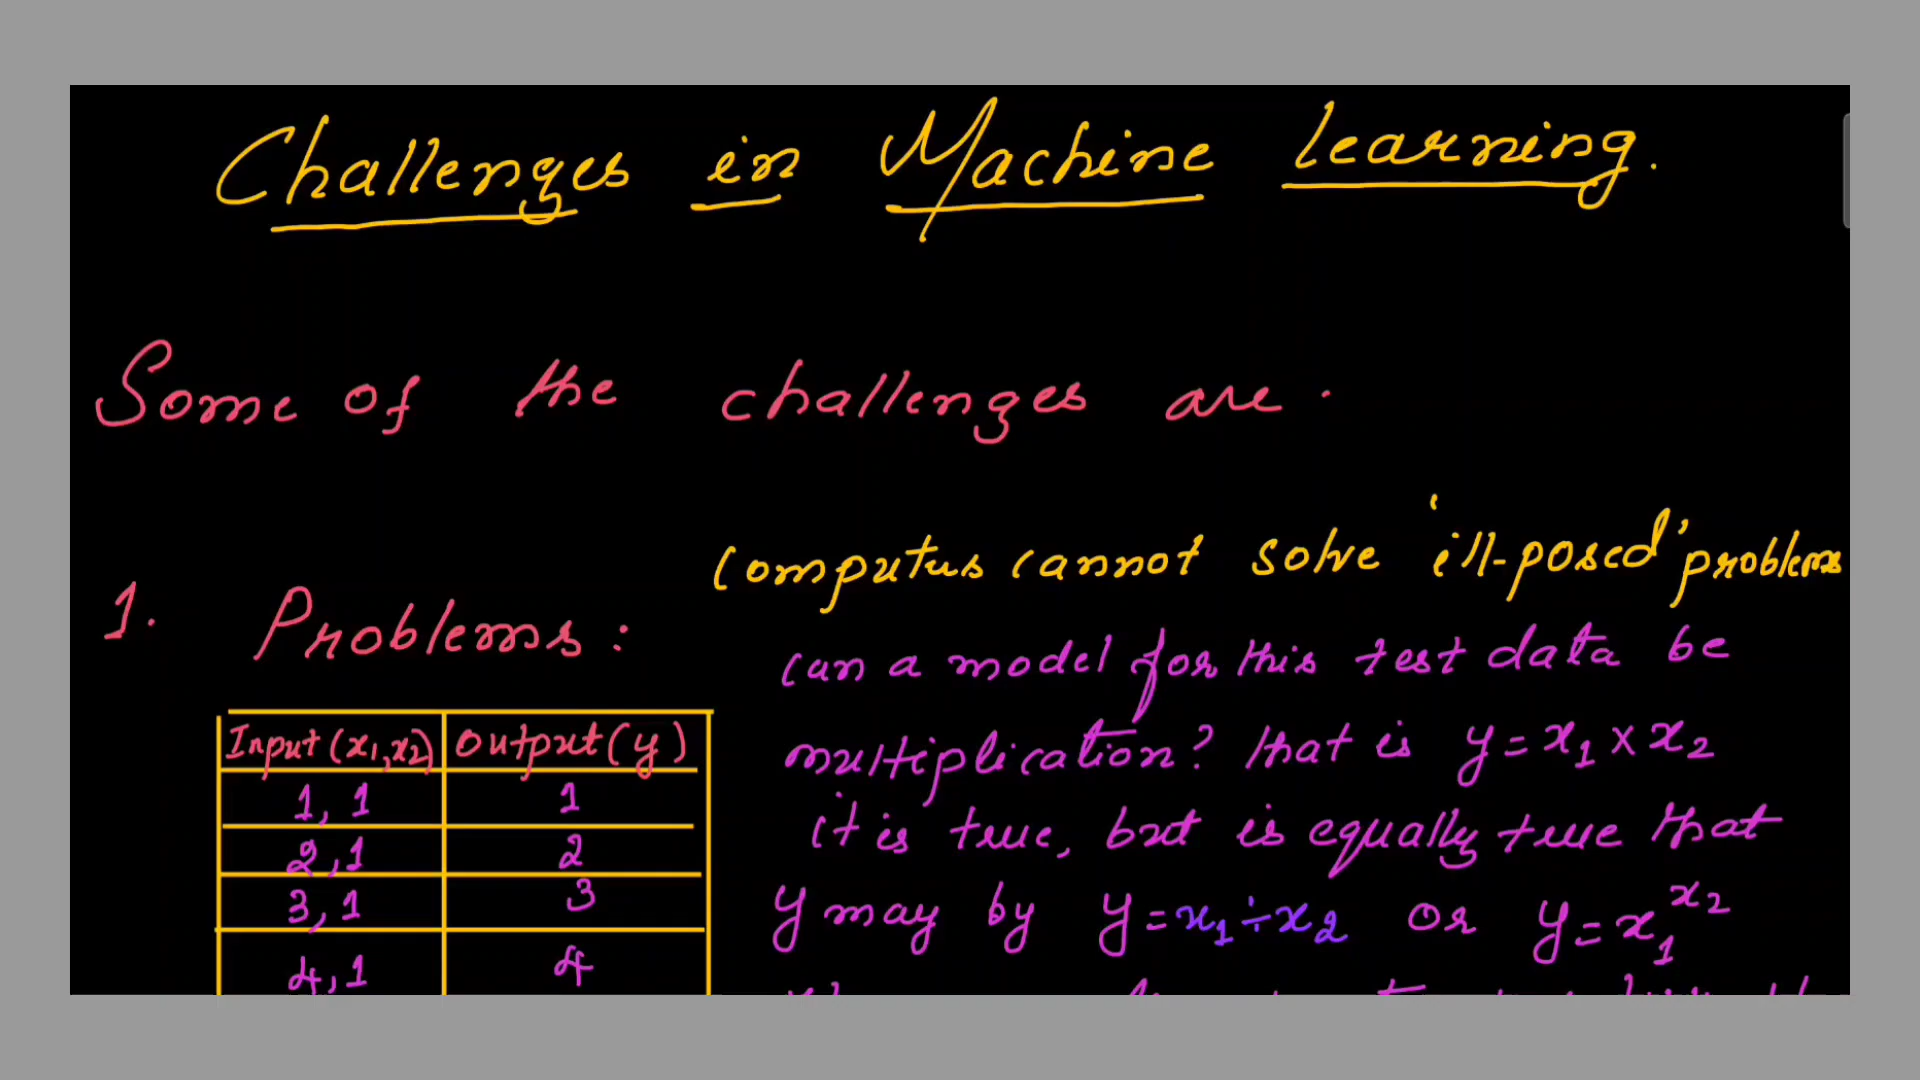 Challenges in Machine learning.
Some of the challenges are.
1. Problems:
Input (x1,x2) output (y)
1, 1 1
2, 1 2
3, 1 3
4, 1 4
Computers cannot solve 'ill-posed' problems
Can a model for this test data be
multiplication? That is y = x1 × x2
it is true, but is equally true that
y may by y = x1 ÷ x2 or y = x1^x2